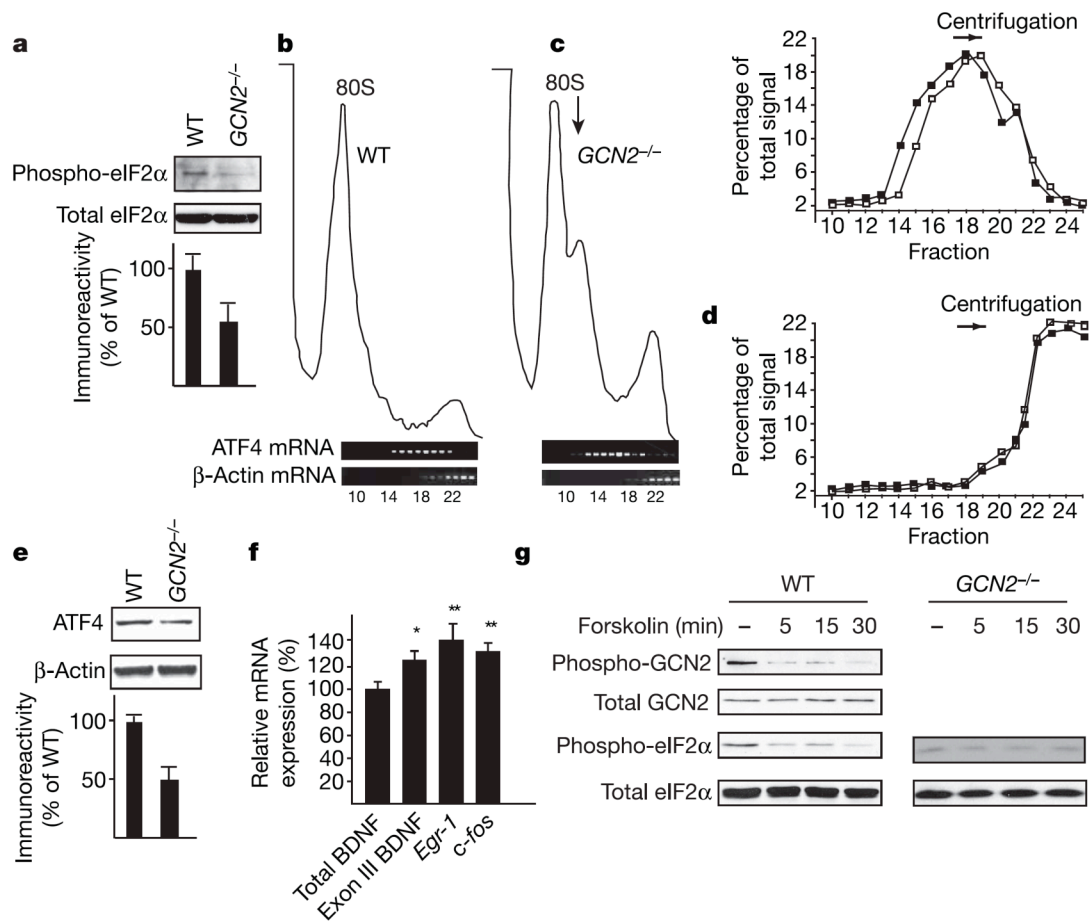 a
WT
GCN2–/–
Phospho-eIF2α
Total eIF2α
Immunoreactivity
(% of WT)
100
50
b
80S
WT
c
80S
GCN2–/–
ATF4 mRNA
β-Actin mRNA
10 14 18 22
10 14 18 22
Centrifugation
Percentage of
total signal
22
18
14
10
6
2
10 12 14 16 18 20 22 24
Fraction
d
Centrifugation
Percentage of
total signal
22
18
14
10
6
2
10 12 14 16 18 20 22 24
Fraction
e
WT
GCN2–/–
ATF4
β-Actin
Immunoreactivity
(% of WT)
100
50
f
Relative mRNA
expression (%)
140
120
100
80
60
40
20
*
**
**
Total BDNF
Exon III BDNF
Egr-1
c-fos
g
WT
GCN2–/–
Forskolin (min) – 5 15 30 – 5 15 30
Phospho-GCN2
Total GCN2
Phospho-eIF2α
Total eIF2α